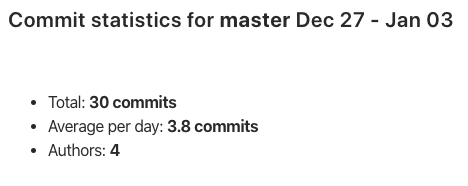 Commit statistics for master Dec 27 - Jan 03
• Total: 30 commits
• Average per day: 3.8 commits
• Authors: 4